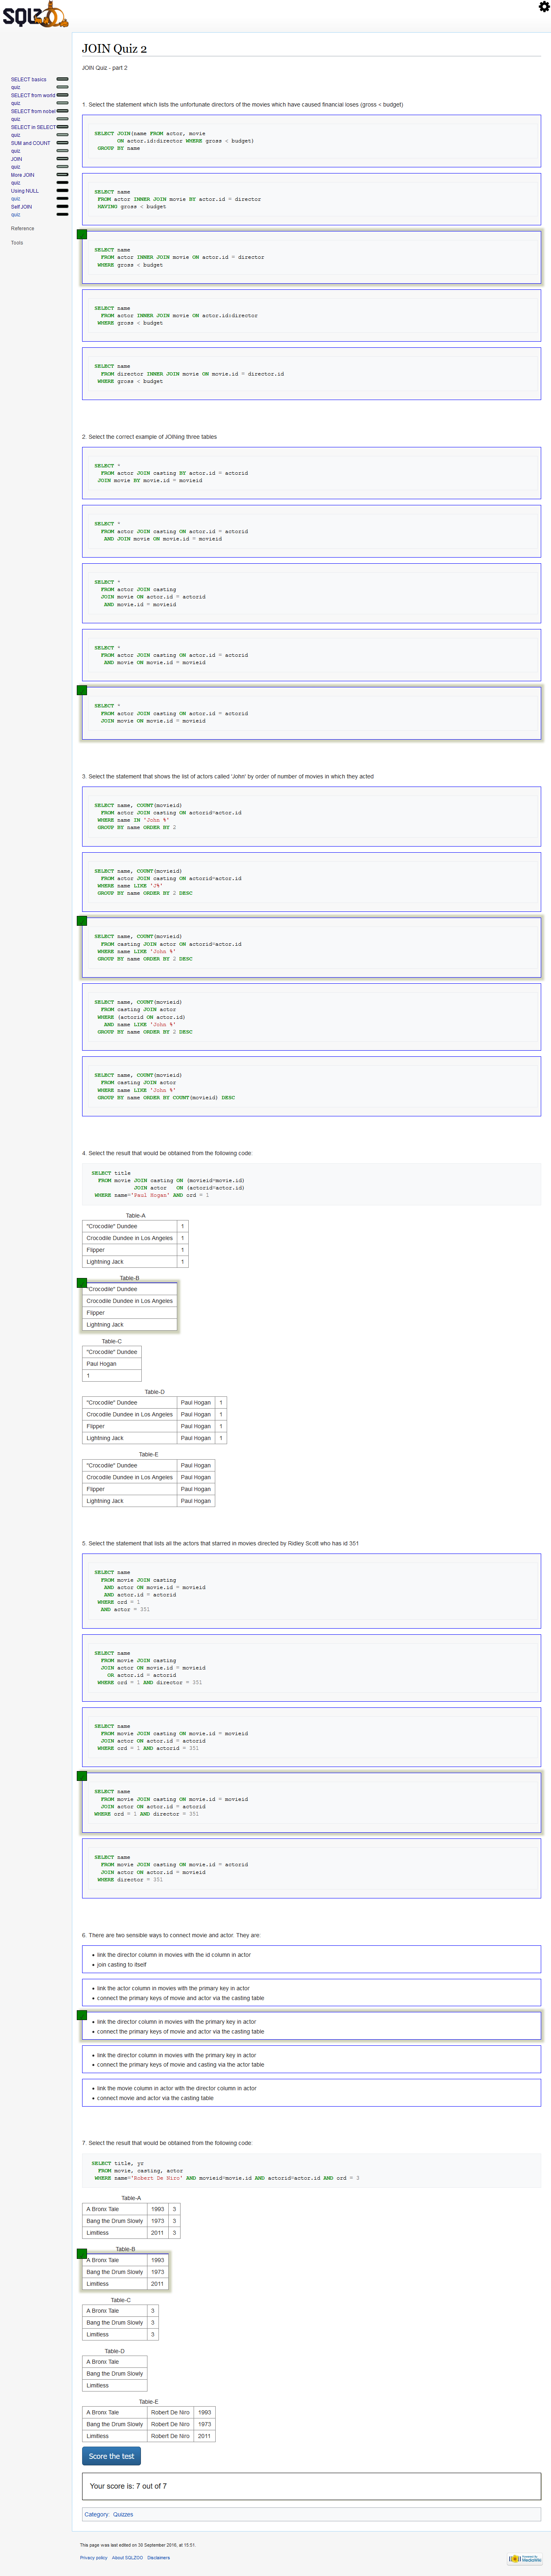 SQLZOO
SELECT basics
quiz
SELECT from world
quiz
SELECT from nobel
quiz
SELECT in SELECT
quiz
SUM and COUNT
quiz
JOIN
quiz
More JOIN
quiz
Using NULL
quiz
Self JOIN
quiz
Reference
Tools
JOIN Quiz 2
JOIN Quiz - part 2
1. Select the statement which lists the unfortunate directors of the movies which have caused financial loses (gross < budget)
SELECT JOIN(name FROM actor, movie
ON actor.id:director WHERE gross < budget)
GROUP BY name
SELECT name
FROM actor INNER JOIN movie BY actor.id = director
HAVING gross < budget
SELECT name
FROM actor INNER JOIN movie ON actor.id = director
WHERE gross < budget
SELECT name
FROM actor INNER JOIN movie ON actor.id:director
WHERE gross < budget
SELECT name
FROM director INNER JOIN movie ON movie.id = director.id
WHERE gross < budget
2. Select the correct example of JOINing three tables
SELECT *
FROM actor JOIN casting BY actor.id = actorid
JOIN movie BY movie.id = movieid
SELECT *
FROM actor JOIN casting ON actor.id = actorid
AND JOIN movie ON movie.id = movieid
SELECT *
FROM actor JOIN casting
JOIN movie ON actor.id = actorid
AND movie.id = movieid
SELECT *
FROM actor JOIN casting ON actor.id = actorid
AND movie ON movie.id = movieid
SELECT *
FROM actor JOIN casting ON actor.id = actorid
JOIN movie ON movie.id = movieid
3. Select the statement that shows the list of actors called 'John' by order of number of movies in which they acted
SELECT name, COUNT(movieid)
FROM actor JOIN casting ON actorid=actor.id
WHERE name IN 'John %'
GROUP BY name ORDER BY 2
SELECT name, COUNT(movieid)
FROM actor JOIN casting ON actorid=actor.id
WHERE name LIKE 'J%'
GROUP BY name ORDER BY 2 DESC
SELECT name, COUNT(movieid)
FROM casting JOIN actor ON actorid=actor.id
WHERE name LIKE 'John %'
GROUP BY name ORDER BY 2 DESC
SELECT name, COUNT(movieid)
FROM casting JOIN actor
WHERE (actorid ON actor.id)
AND name LIKE 'John %'
GROUP BY name ORDER BY 2 DESC
SELECT name, COUNT(movieid)
FROM casting JOIN actor
WHERE name LIKE 'John %'
GROUP BY name ORDER BY COUNT(movieid) DESC
4. Select the result that would be obtained from the following code:
SELECT title
FROM movie JOIN casting ON (movieid=movie.id)
JOIN actor ON (actorid=actor.id)
WHERE name='Paul Hogan' AND ord = 1
Table-A
"Crocodile" Dundee 1
Crocodile Dundee in Los Angeles 1
Flipper 1
Lightning Jack 1
Table-B
"Crocodile" Dundee
Crocodile Dundee in Los Angeles
Flipper
Lightning Jack
Table-C
"Crocodile" Dundee
Paul Hogan
1
Table-D
"Crocodile" Dundee Paul Hogan 1
Crocodile Dundee in Los Angeles Paul Hogan 1
Flipper Paul Hogan 1
Lightning Jack Paul Hogan 1
Table-E
"Crocodile" Dundee Paul Hogan
Crocodile Dundee in Los Angeles Paul Hogan
Flipper Paul Hogan
Lightning Jack Paul Hogan
5. Select the statement that lists all the actors that starred in movies directed by Ridley Scott who has id 351
SELECT name
FROM movie JOIN casting
AND actor ON movie.id = movieid
AND actor.id = actorid
WHERE ord = 1
AND actor = 351
SELECT name
FROM movie JOIN casting
JOIN actor ON movie.id = movieid
OR actor.id = actorid
WHERE ord = 1 AND director = 351
SELECT name
FROM movie JOIN casting ON movie.id = movieid
JOIN actor ON actor.id = actorid
WHERE ord = 1 AND actorid = 351
SELECT name
FROM movie JOIN casting ON movie.id = movieid
JOIN actor ON actor.id = actorid
WHERE ord = 1 AND director = 351
SELECT name
FROM movie JOIN casting ON movie.id = actorid
JOIN actor ON actor.id = movieid
WHERE director = 351
6. There are two sensible ways to connect movie and actor. They are:
• link the director column in movies with the id column in actor
• join casting to itself
• link the actor column in movies with the primary key in actor
• connect the primary keys of movie and actor via the casting table
• link the director column in movies with the primary key in actor
• connect the primary keys of movie and actor via the casting table
• link the director column in movies with the primary key in actor
• connect the primary keys of movie and casting via the actor table
• link the movie column in actor with the director column in actor
• connect movie and actor via the casting table
7. Select the result that would be obtained from the following code:
SELECT title, yr
FROM movie, casting, actor
WHERE name='Robert De Niro' AND movieid=movie.id AND actorid=actor.id AND ord = 3
Table-A
A Bronx Tale 1993 3
Bang the Drum Slowly 1973 3
Limitless 2011 3
Table-B
A Bronx Tale 1993
Bang the Drum Slowly 1973
Limitless 2011
Table-C
A Bronx Tale 3
Bang the Drum Slowly 3
Limitless 3
Table-D
A Bronx Tale
Bang the Drum Slowly
Limitless
Table-E
A Bronx Tale Robert De Niro 1993
Bang the Drum Slowly Robert De Niro 1973
Limitless Robert De Niro 2011
Score the test
Your score is: 7 out of 7
Category: Quizzes
This page was last edited on 30 September 2016, at 15:51.
Privacy policy About SQLZOO Disclaimers
MediaWiki